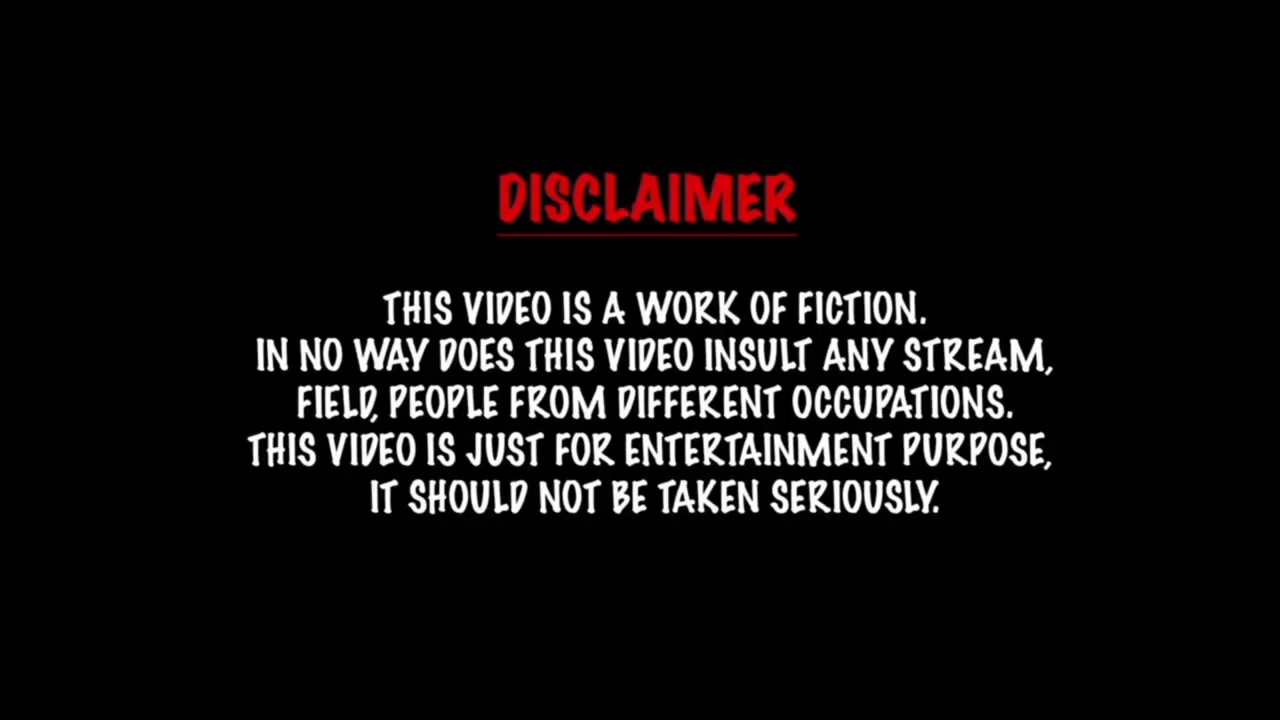 DISCLAIMER
THIS VIDEO IS A WORK OF FICTION.
IN NO WAY DOES THIS VIDEO INSULT ANY STREAM,
FIELD, PEOPLE FROM DIFFERENT OCCUPATIONS.
THIS VIDEO IS JUST FOR ENTERTAINMENT PURPOSE,
IT SHOULD NOT BE TAKEN SERIOUSLY.